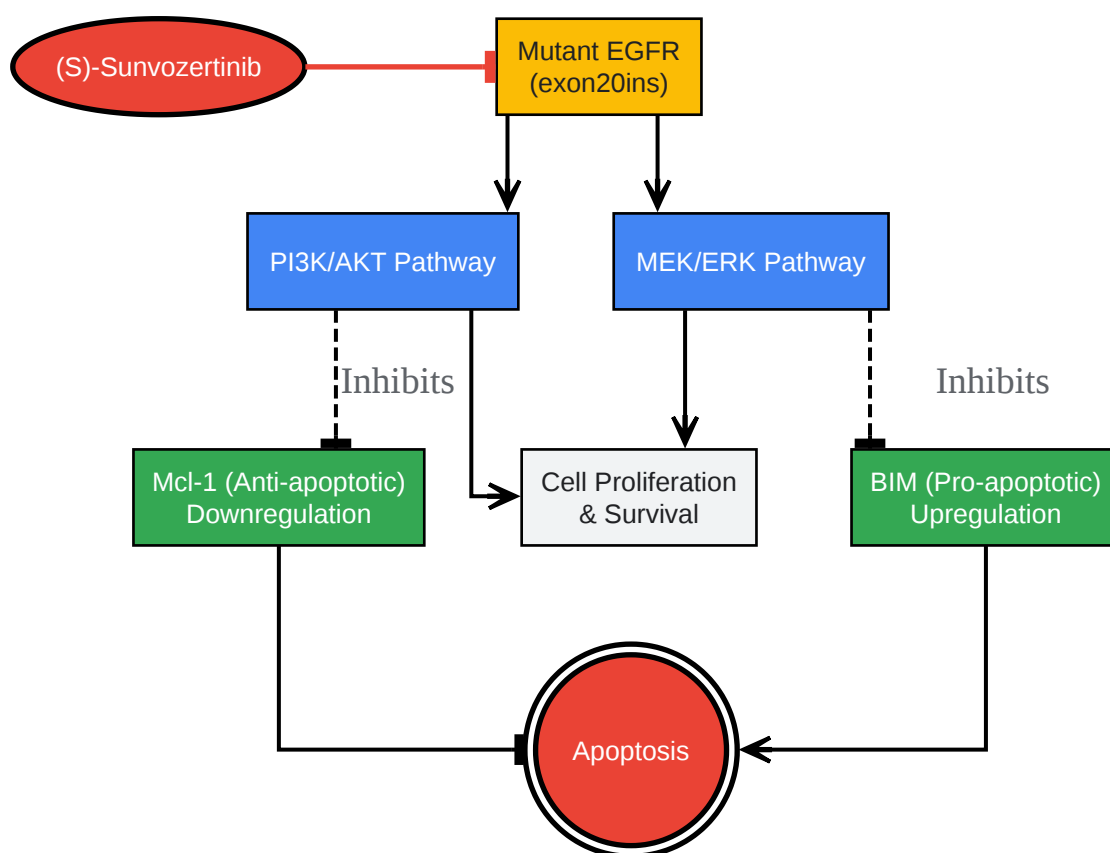 (S)-Sunvozertinib
Mutant EGFR
(exon20ins)
PI3K/AKT Pathway
MEK/ERK Pathway
Inhibits
Inhibits
Mcl-1 (Anti-apoptotic)
Downregulation
Cell Proliferation
& Survival
BIM (Pro-apoptotic)
Upregulation
Apoptosis